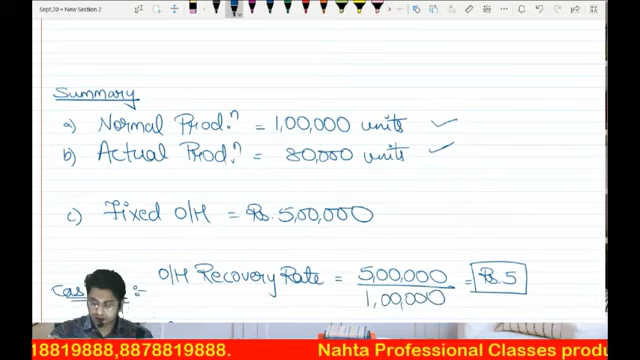 Sept.20 » New Section 2
Summary
a) Normal Prod.n = 1,00,000 units
b) Actual Prod.n = 80,000 units
c) Fixed O/H = Rs. 5,00,000
O/H Recovery Rate = 5,00,000 / 1,00,000 = Rs.5
Cas :-
18819888,8878819888. Nahta Professional Classes produ